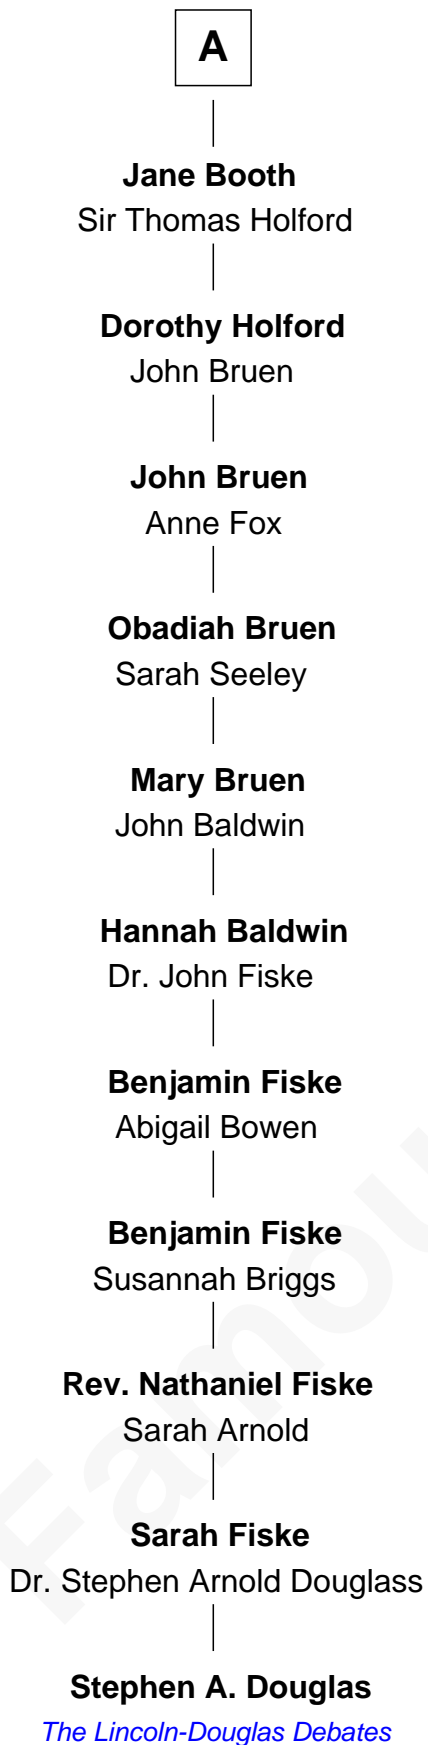 A
Jane Booth
Sir Thomas Holford
Dorothy Holford
John Bruen
John Bruen
Anne Fox
Obadiah Bruen
Sarah Seeley
Mary Bruen
John Baldwin
Hannah Baldwin
Dr. John Fiske
Benjamin Fiske
Abigail Bowen
Benjamin Fiske
Susannah Briggs
Rev. Nathaniel Fiske
Sarah Arnold
Sarah Fiske
Dr. Stephen Arnold Douglass
Stephen A. Douglas
The Lincoln-Douglas Debates
Famou